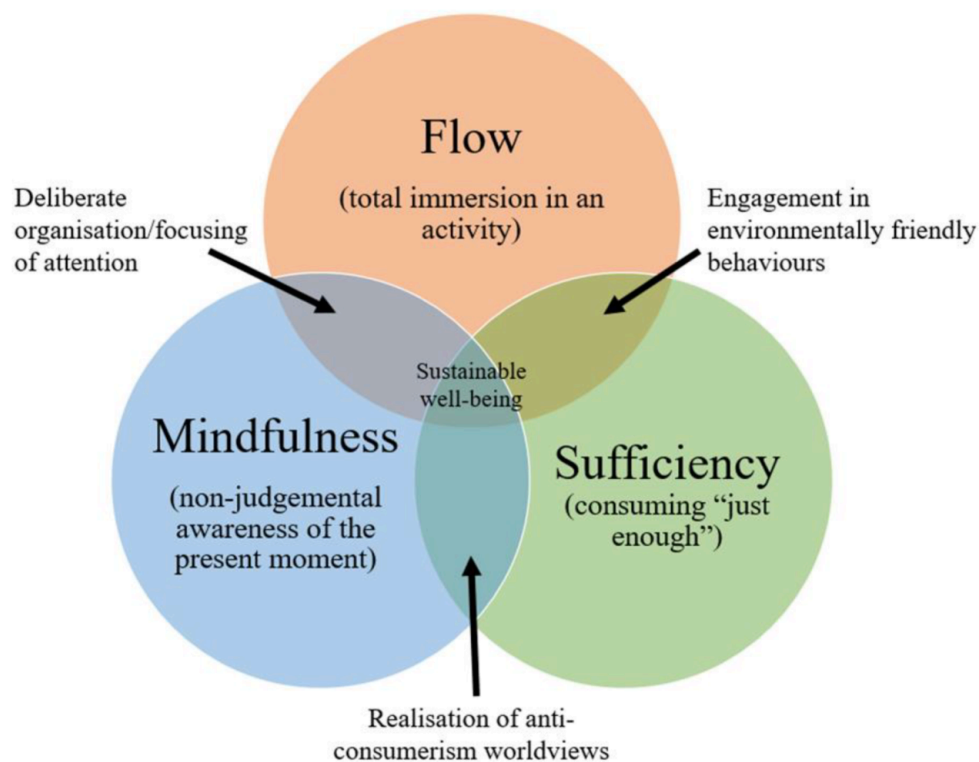 Flow
(total immersion in an
activity)
Deliberate
organisation/focusing
of attention
Engagement in
environmentally friendly
behaviours
Sustainable
well-being
Mindfulness
(non-judgemental
awareness of the
present moment)
Sufficiency
(consuming “just
enough”)
Realisation of anti-
consumerism worldviews